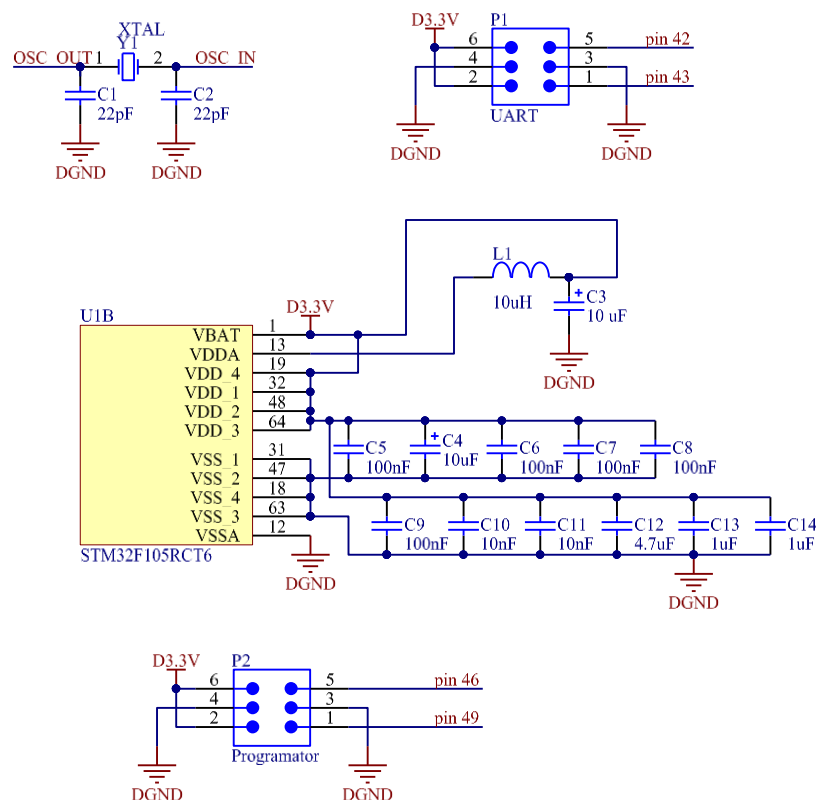 XTAL
Y1
OSC_OUT 1 2 OSC_IN
C1
22pF
C2
22pF
DGND
DGND
D3.3V
P1
6 5 pin 42
4 3
2 1 pin 43
UART
DGND
DGND
L1
10uH
C3
10 uF
DGND
D3.3V
U1B
VBAT 1
VDDA 13
VDD_4 19
VDD_1 32
VDD_2 48
VDD_3 64
VSS_1 31
VSS_2 47
VSS_4 18
VSS_3 63
VSSA 12
STM32F105RCT6
DGND
C5
100nF
C4
10uF
C6
100nF
C7
100nF
C8
100nF
C9
100nF
C10
10nF
C11
10nF
C12
4.7uF
C13
1uF
C14
1uF
DGND
D3.3V
P2
6 5 pin 46
4 3
2 1 pin 49
Programator
DGND
DGND